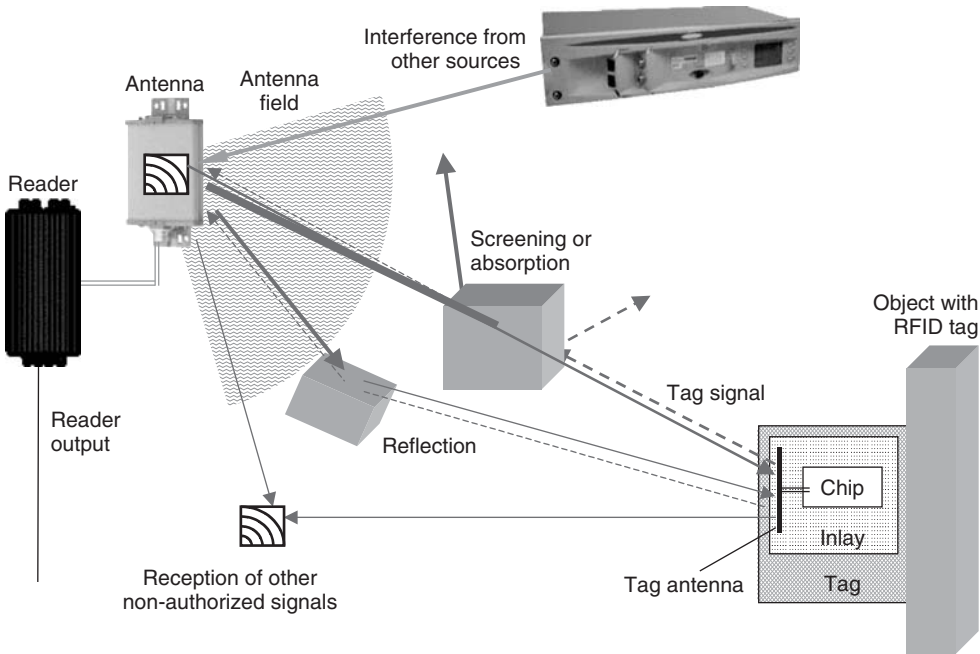 Interference from
other sources
Antenna
field
Antenna
Reader
Screening or
absorption
Object with
RFID tag
Tag signal
Reader
output
Reflection
Chip
Inlay
Tag antenna
Tag
Reception of other
non-authorized signals